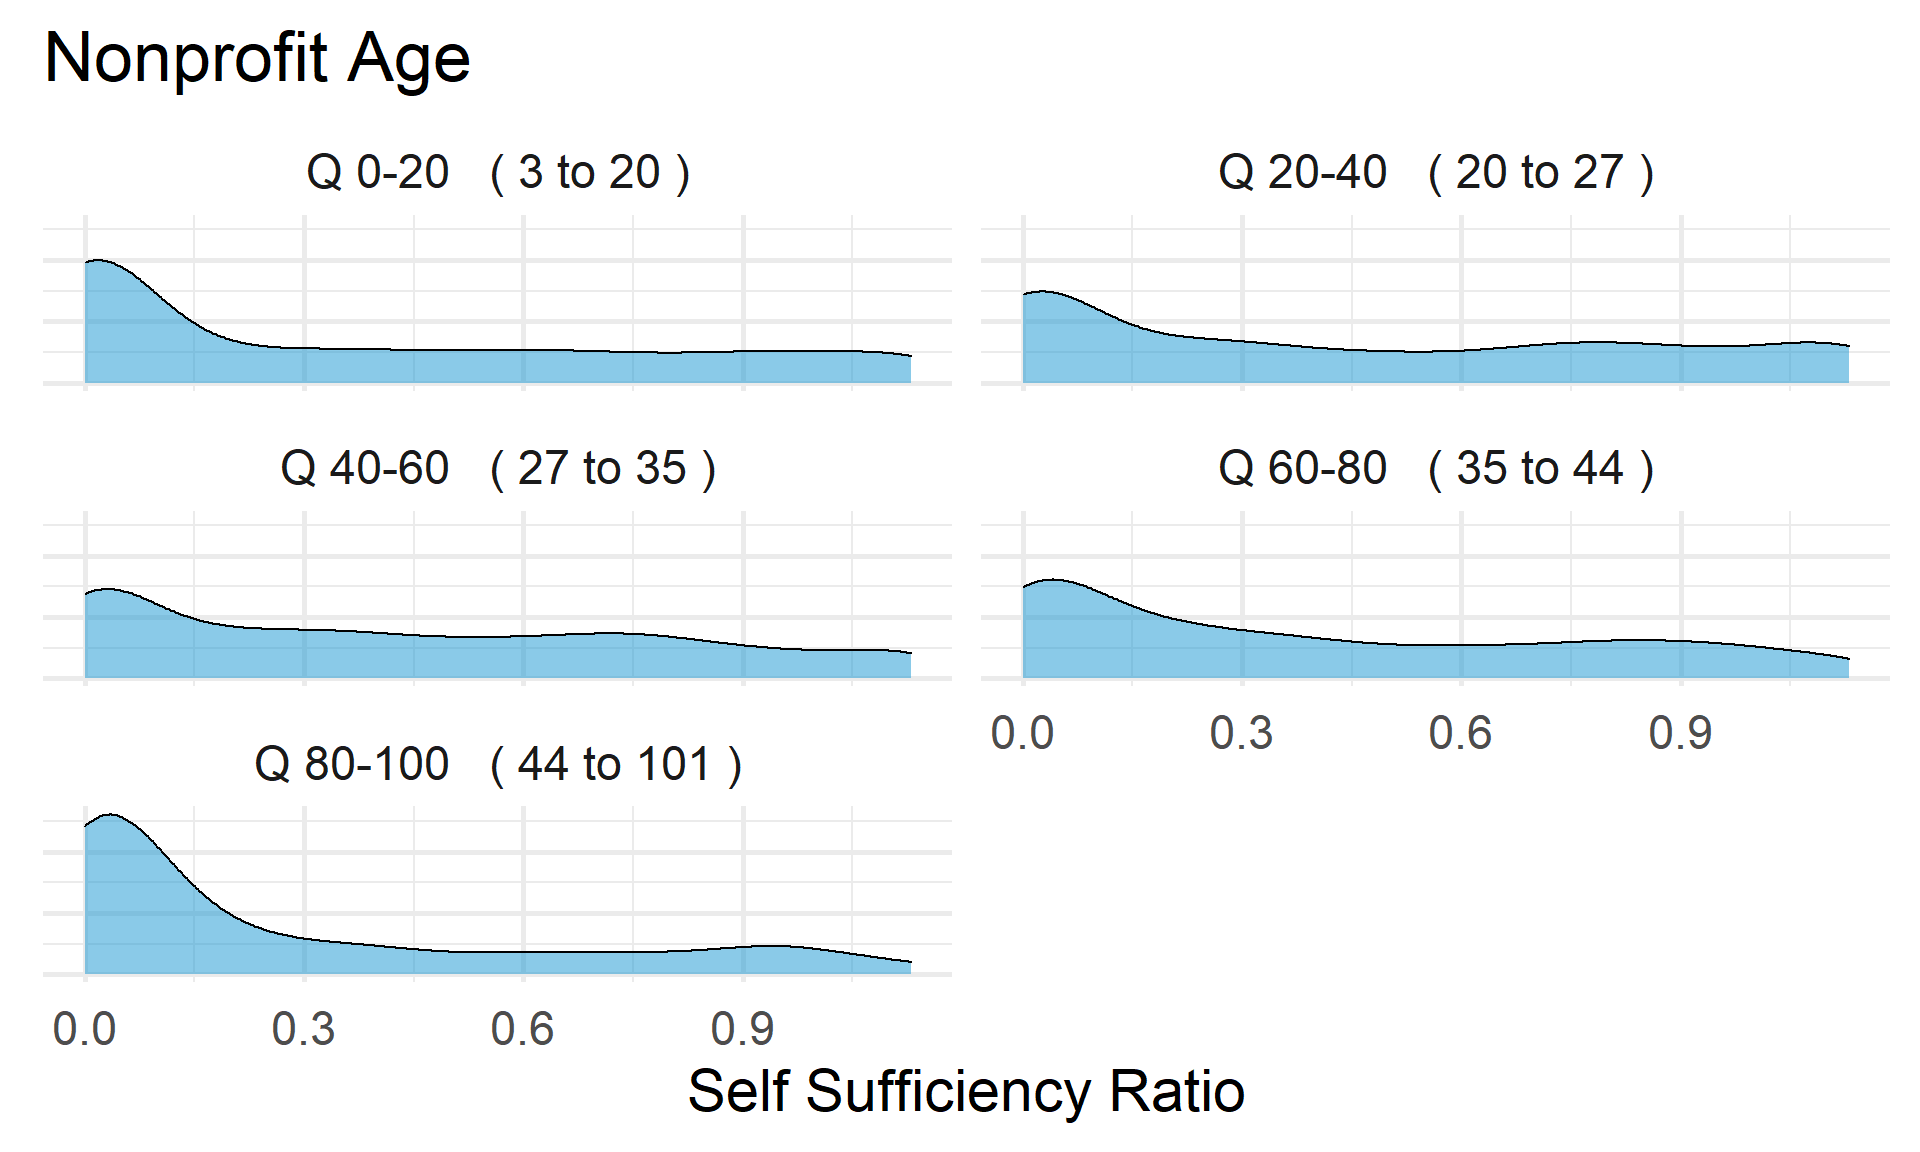 Nonprofit Age
Q 0-20 ( 3 to 20 )
Q 20-40 ( 20 to 27 )
Q 40-60 ( 27 to 35 )
Q 60-80 ( 35 to 44 )
0.0 0.3 0.6 0.9
Q 80-100 ( 44 to 101 )
0.0 0.3 0.6 0.9
Self Sufficiency Ratio